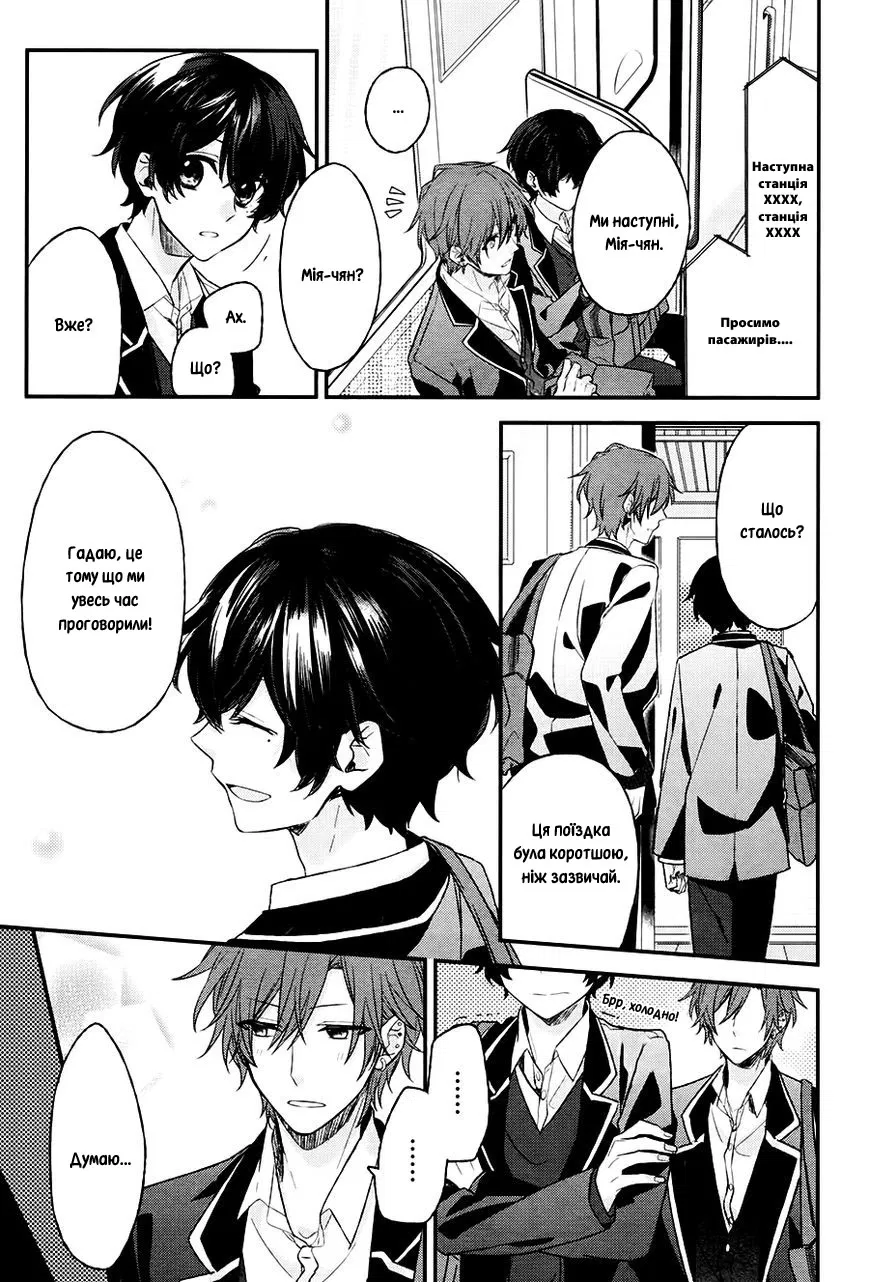 Наступна
станція
XXXX,
станція
XXXX
Просимо
пасажирів....
Ми наступні,
Мія-чян.
...
Мія-чян?
Ах.
Що?
Вже?
Що
сталось?
Ця поїздка
була коротшою,
ніж зазвичай.
Гадаю, це
тому що ми
увесь час
проговорили!
Брр, холодно!
......
......
Думаю...